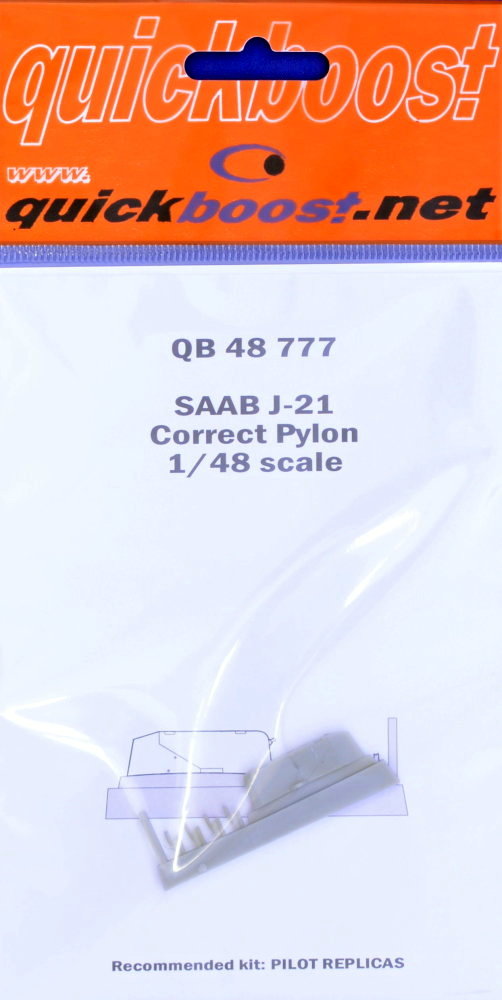 quickboost
www.
quickboost.net
QB 48 777
SAAB J-21
Correct Pylon
1/48 scale
Recommended kit: PILOT REPLICAS